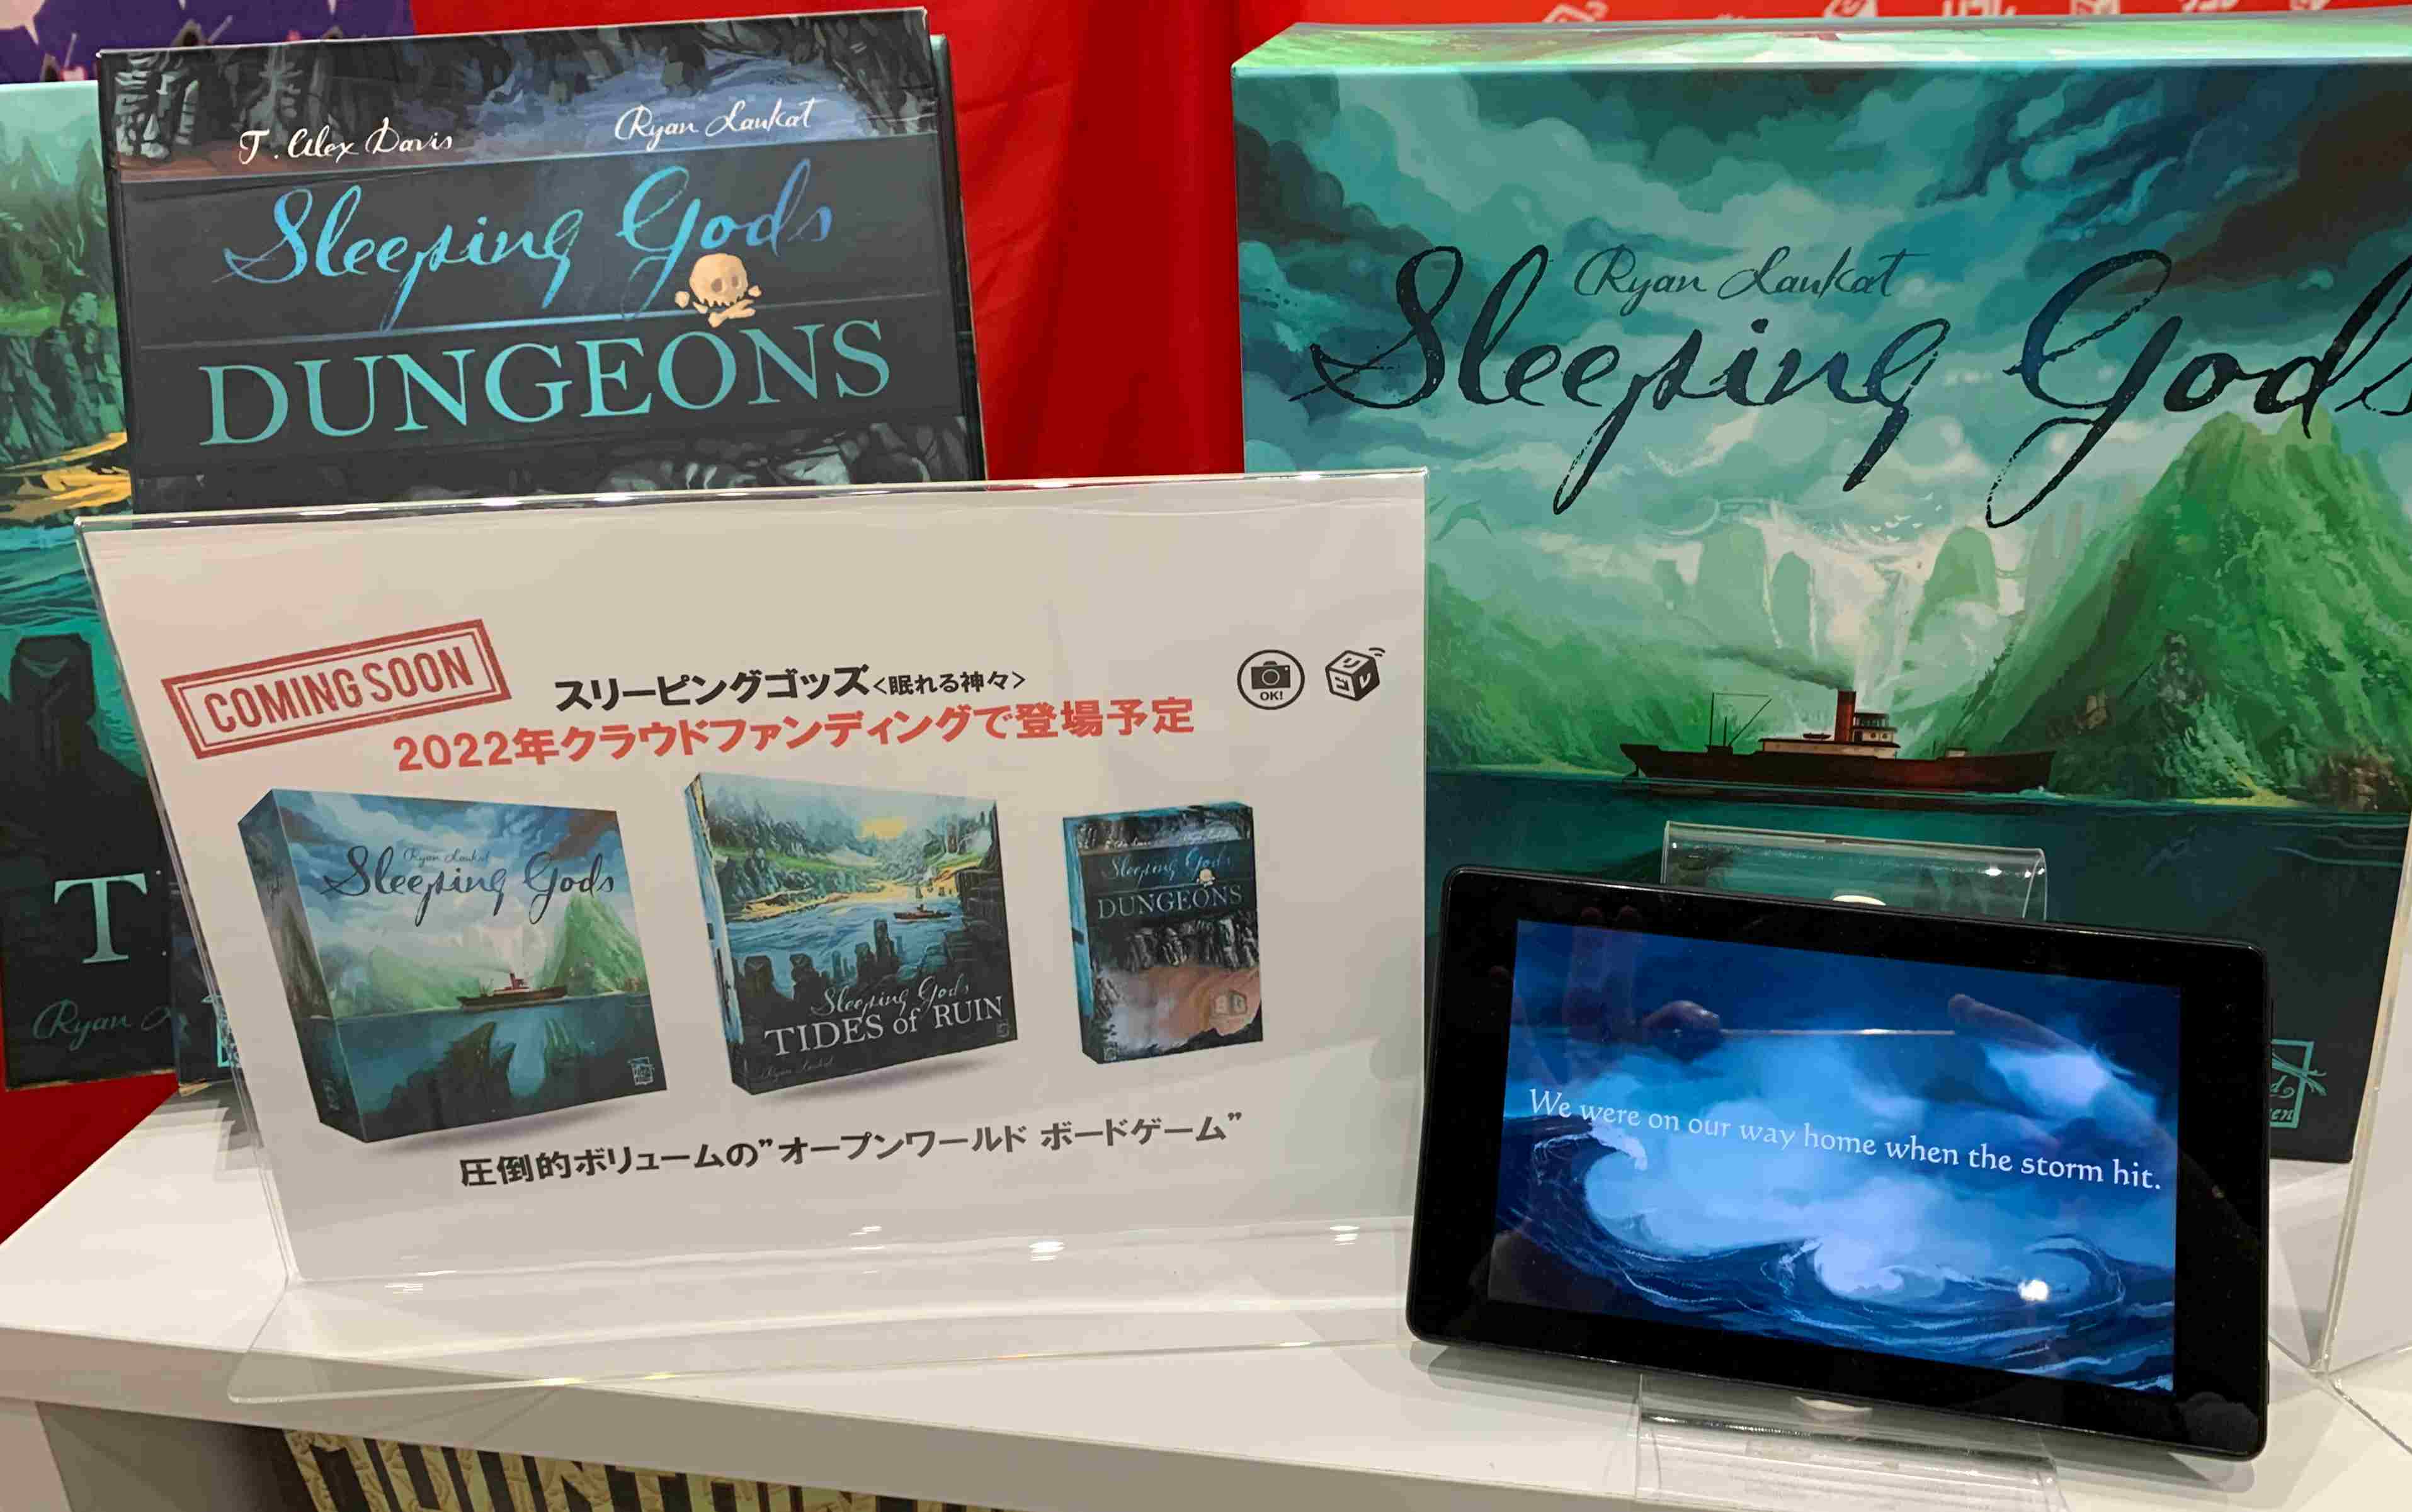 T. Alex Davis
Ryan Laukat
Sleeping Gods
DUNGEONS
Ryan Laukat
Sleeping Gods
COMING SOON
スリーピングゴッズ<眠れる神々>
2022年クラウドファンディングで登場予定
OK!
リコレ
Ryan Laukat
Sleeping Gods
Sleeping Gods
TIDES of RUIN
Ryan Laukat
Sleeping Gods
DUNGEONS
圧倒的ボリュームの”オープンワールド ボードゲーム”
T
Ryan
We were on our way home when the storm hit.